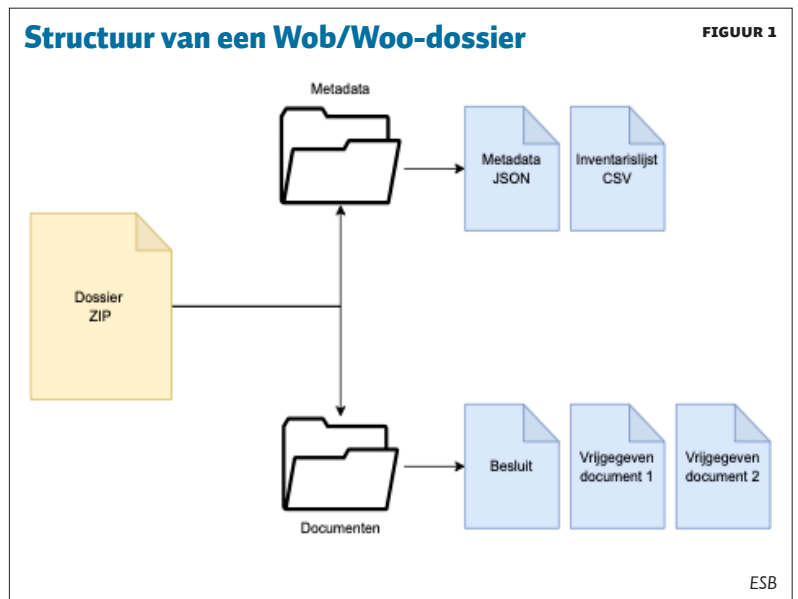 Structuur van een Wob/Woo-dossier
FIGUUR 1
Metadata
Metadata
JSON
Inventarislijst
CSV
Dossier
ZIP
Besluit
Vrijgegeven
document 1
Vrijgegeven
document 2
Documenten
ESB